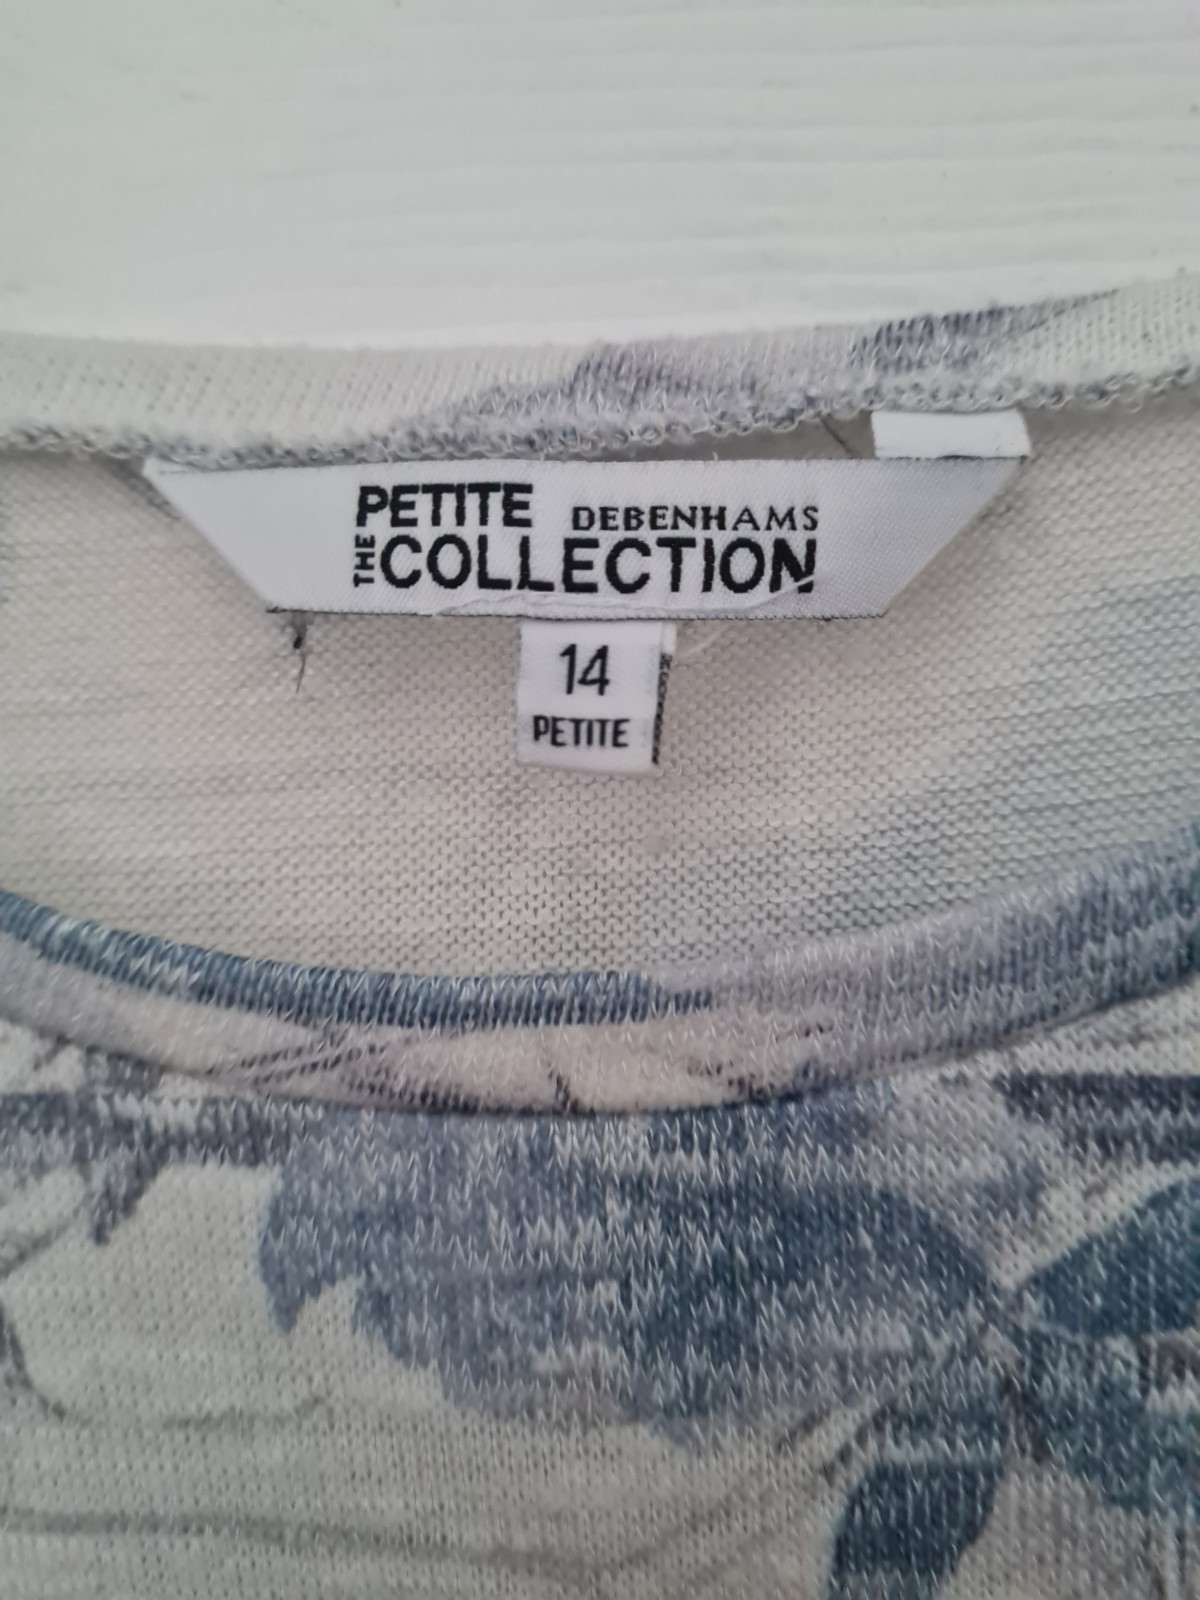 PETITE DEBENHAMS
THE COLLECTION
14
PETITE